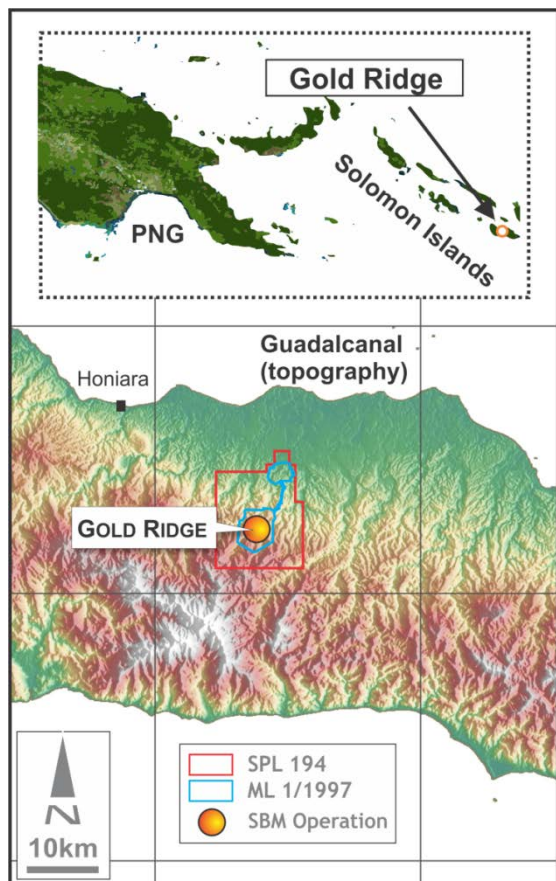 Gold Ridge
Solomon Islands
PNG
Guadalcanal
(topography)
Honiara
GOLD RIDGE
SPL 194
ML 1/1997
SBM Operation
N
10km